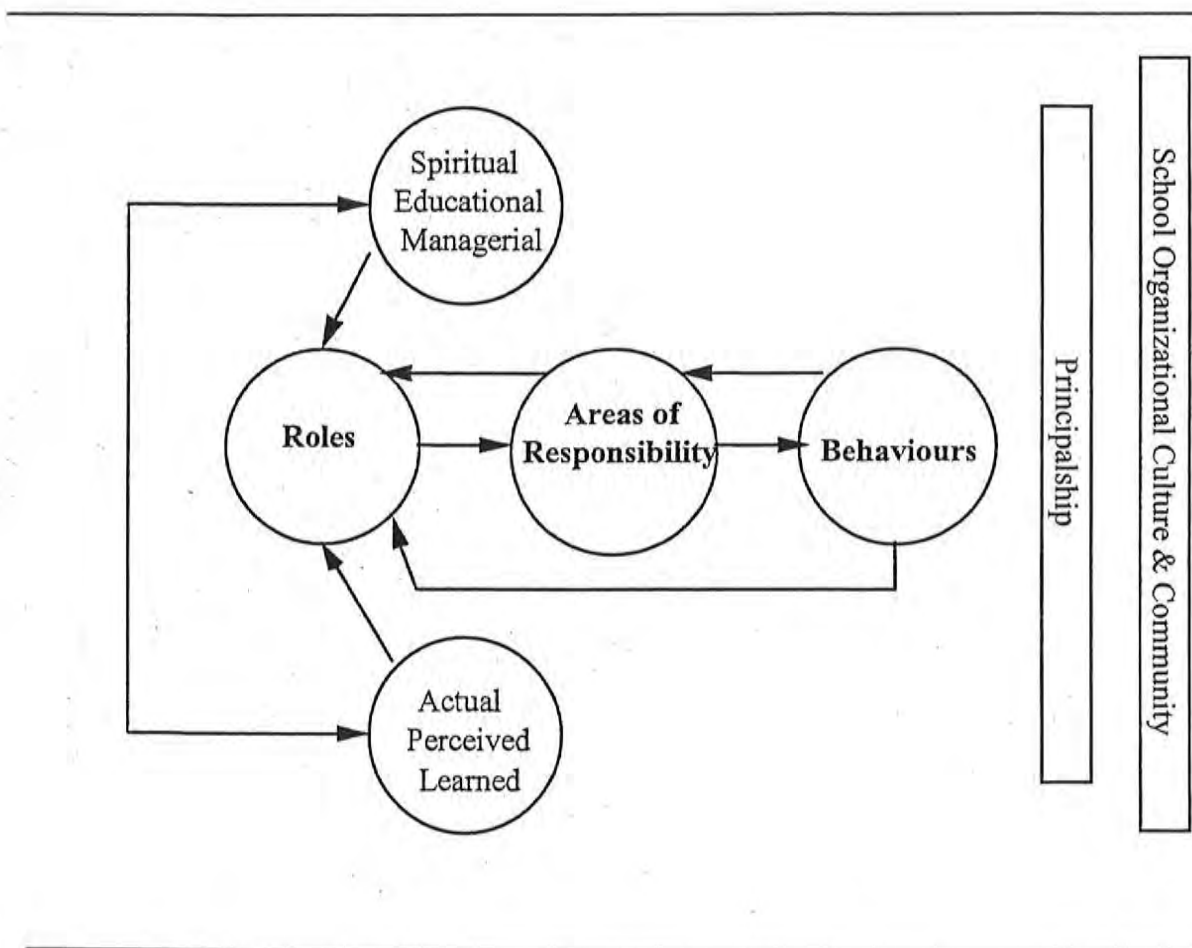 Spiritual
Educational
Managerial
Roles
Areas of
Responsibility
Behaviours
Actual
Perceived
Learned
Principalship
School Organizational Culture & Community